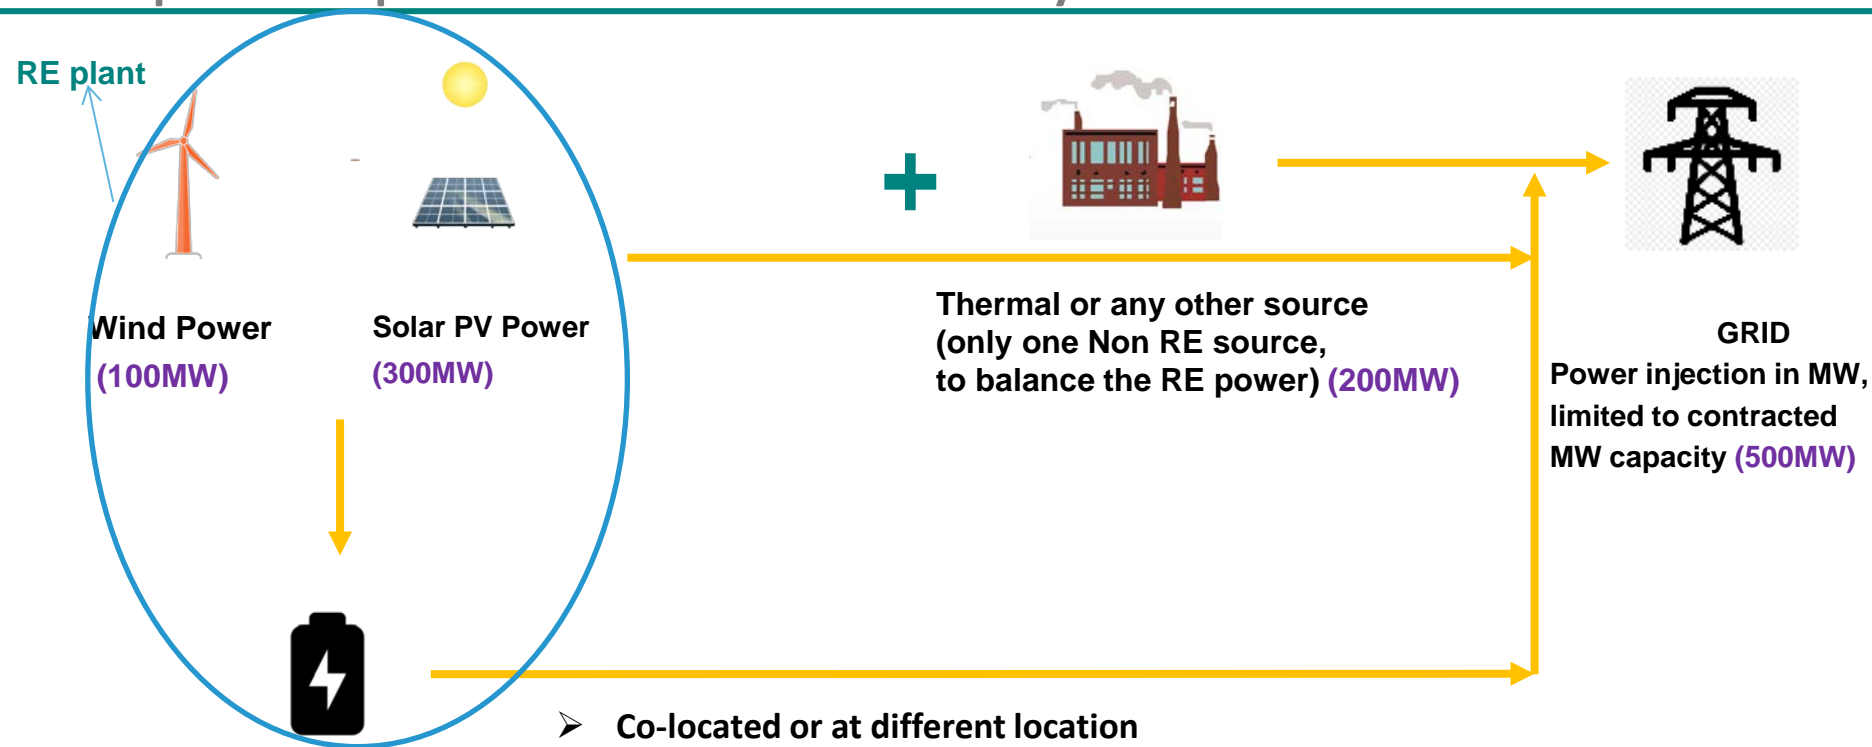 RE plant
Wind Power
(100MW)
Solar PV Power
(300MW)
Thermal or any other source
(only one Non RE source,
to balance the RE power) (200MW)
GRID
Power injection in MW,
limited to contracted
MW capacity (500MW)
➢ Co-located or at different location